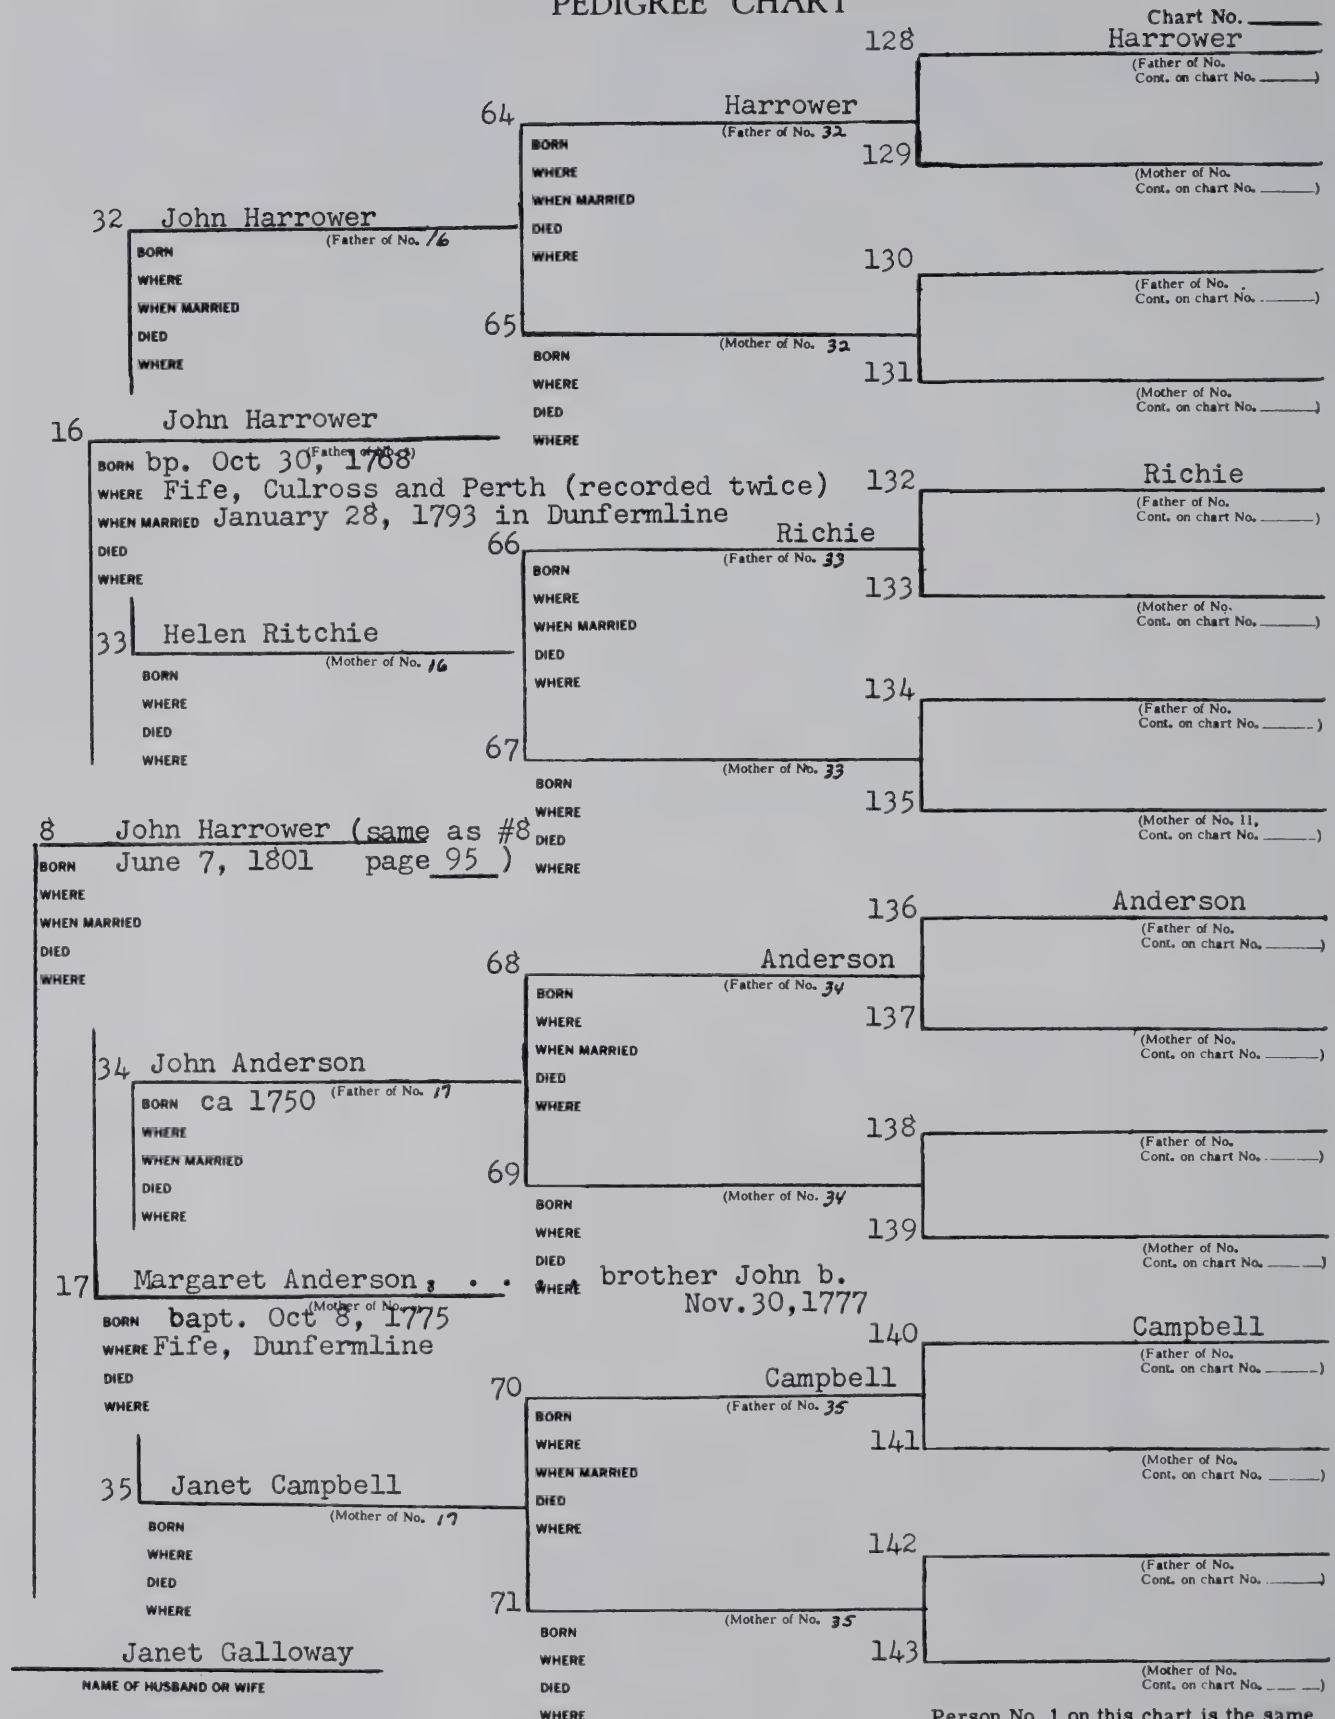 PEDIGREE CHART
Chart No.
128 Harrower
(Father of No.
Cont. on chart No. )
64 Harrower
(Father of No. 32
BORN
WHERE
WHEN MARRIED
DIED
WHERE
129
(Mother of No.
Cont. on chart No. )
32 John Harrower
(Father of No. 16
BORN
WHERE
WHEN MARRIED
DIED
WHERE
130
(Father of No.
Cont. on chart No. )
65
(Mother of No. 32
BORN
WHERE
DIED
WHERE
131
(Mother of No.
Cont. on chart No. )
16 John Harrower
(Father of No.
BORN bp. Oct 30, 1768
WHERE Fife, Culross and Perth (recorded twice)
WHEN MARRIED January 28, 1793 in Dunfermline
DIED
WHERE
132 Richie
(Father of No.
Cont. on chart No. )
66 Richie
(Father of No. 33
BORN
WHERE
WHEN MARRIED
DIED
WHERE
133
(Mother of No.
Cont. on chart No. )
33 Helen Ritchie
(Mother of No. 16
BORN
WHERE
DIED
WHERE
134
(Father of No.
Cont. on chart No. )
67
(Mother of No. 33
BORN
WHERE
DIED
WHERE
135
(Mother of No. 11,
Cont. on chart No. )
8 John Harrower (same as #8
BORN June 7, 1801 page 95 )
WHERE
WHEN MARRIED
DIED
WHERE
136 Anderson
(Father of No.
Cont. on chart No. )
68 Anderson
(Father of No. 34
BORN
WHERE
WHEN MARRIED
DIED
WHERE
137
(Mother of No.
Cont. on chart No. )
34 John Anderson
(Father of No. 17
BORN ca 1750
WHERE
WHEN MARRIED
DIED
WHERE
138
(Father of No.
Cont. on chart No. )
69
(Mother of No. 34
BORN
WHERE
DIED
WHERE
139
(Mother of No.
Cont. on chart No. )
17 Margaret Anderson, . . . . brother John b.
Nov.30,1777
(Mother of No.
BORN bapt. Oct 8, 1775
WHERE Fife, Dunfermline
DIED
WHERE
140 Campbell
(Father of No.
Cont. on chart No. )
70 Campbell
(Father of No. 35
BORN
WHERE
WHEN MARRIED
DIED
WHERE
141
(Mother of No.
Cont. on chart No. )
35 Janet Campbell
(Mother of No. 17
BORN
WHERE
DIED
WHERE
142
(Father of No.
Cont. on chart No. )
71
(Mother of No. 35
BORN
WHERE
DIED
WHERE
143
(Mother of No.
Cont. on chart No. )
Janet Galloway
NAME OF HUSBAND OR WIFE
Person No. 1 on this chart is the same